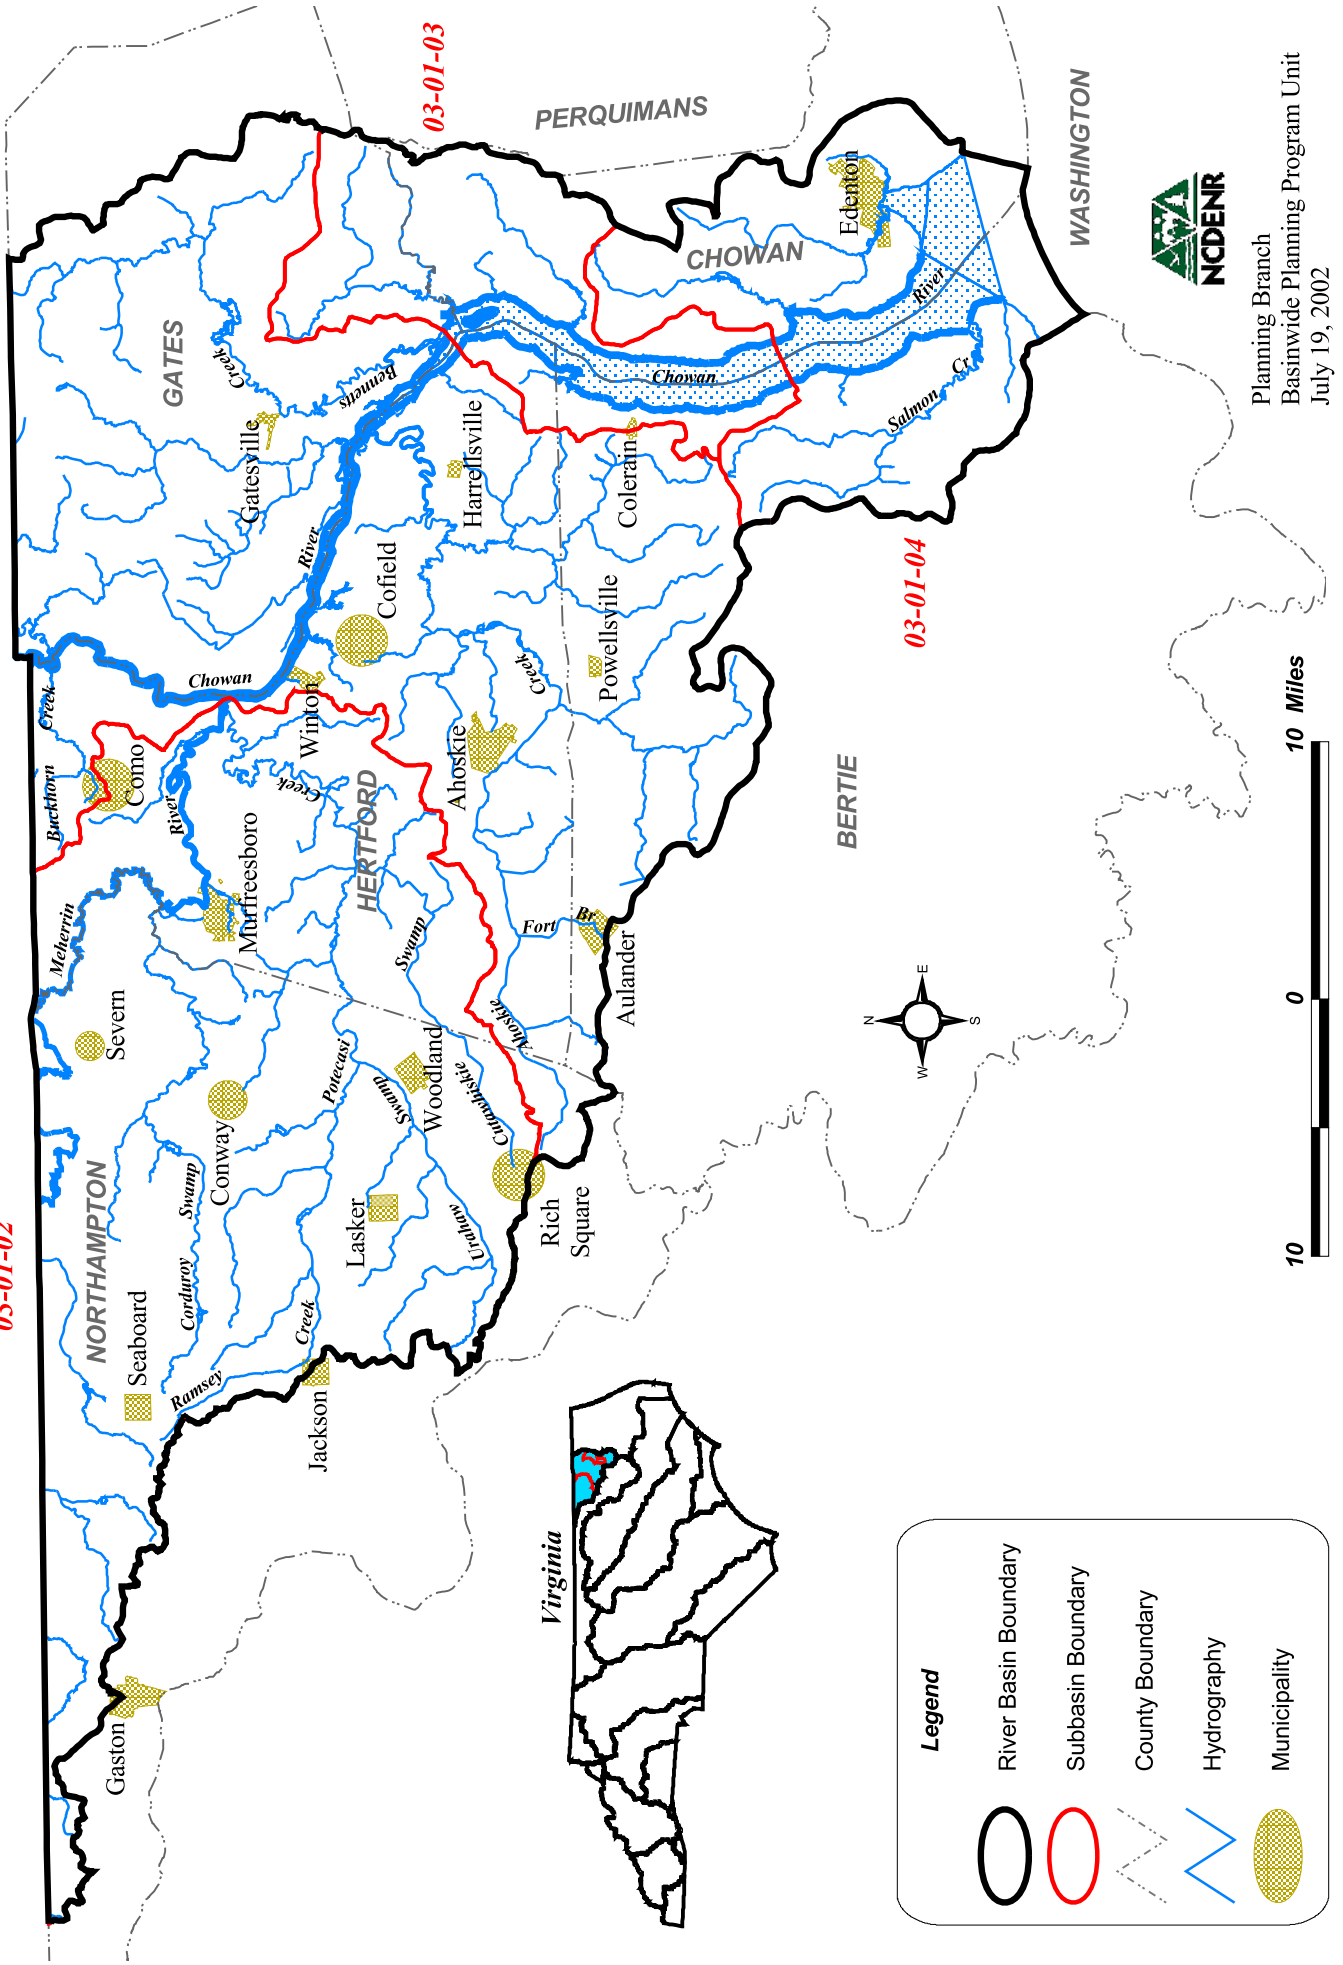 03-01-02
03-01-03
03-01-04
NORTHAMPTON
HERTFORD
GATES
PERQUIMANS
CHOWAN
WASHINGTON
BERTIE
Gaston
Seaboard
Jackson
Lasker
Conway
Severn
Woodland
Rich
Square
Murfreesboro
Como
Winton
Cofield
Ahoskie
Aulander
Powellsville
Harrellsville
Colerain
Gatesville
Edenton
Ramsey
Creek
Corduroy
Swamp
Urahaw
Swamp
Potecasi
Creek
Cutawhiskie
Swamp
Ahoskie
Creek
Fort
Br
Meherrin
River
Buckhorn
Creek
Chowan
River
Bennetts
Creek
Chowan
River
Salmon
Cr
N
W
E
S
10
0
10 Miles
Virginia
Legend
River Basin Boundary
Subbasin Boundary
County Boundary
Hydrography
Municipality
NCDENR
Planning Branch
Basinwide Planning Program Unit
July 19, 2002